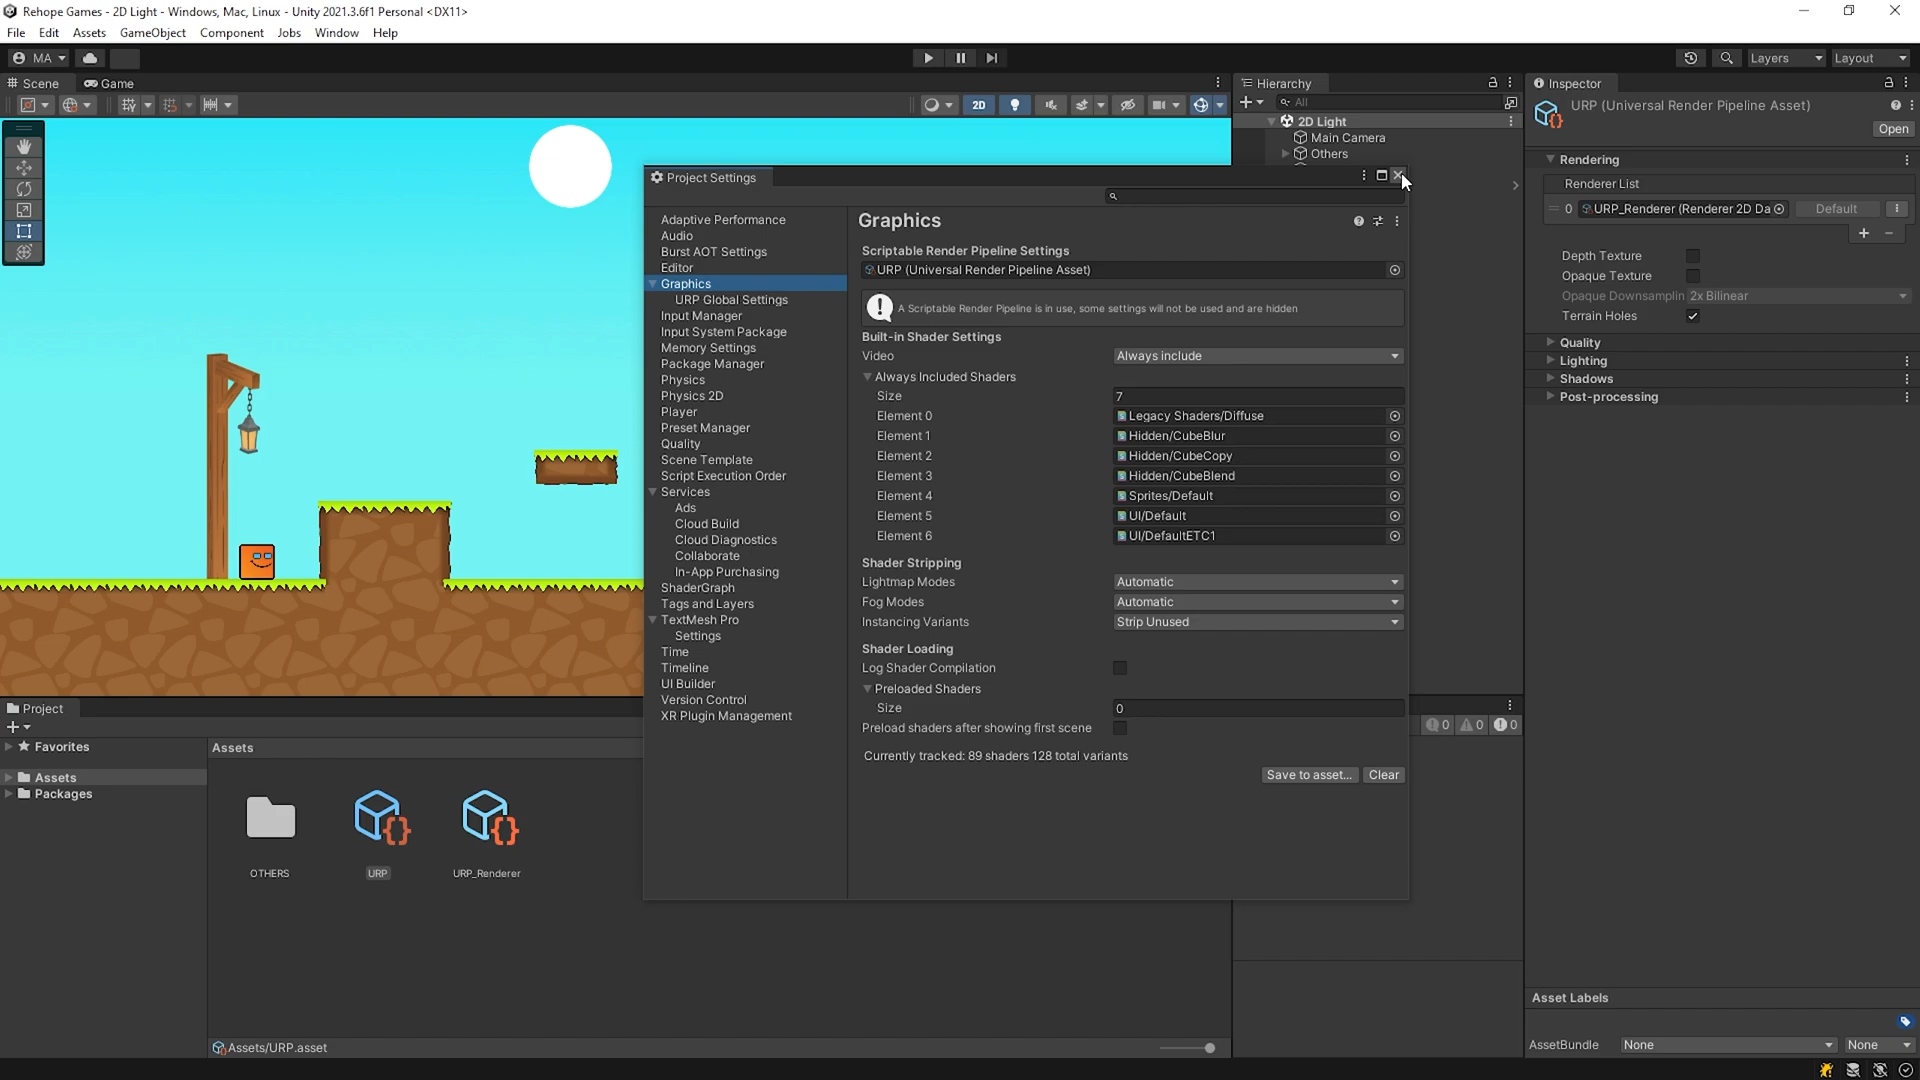 Rehope Games - 2D Light - Windows, Mac, Linux - Unity 2021.3.6f1 Personal <DX11>
File Edit Assets GameObject Component Jobs Window Help
MA Layers Layout
Scene Game
2D
Hierarchy
All
2D Light
Main Camera
Others
Inspector
URP (Universal Render Pipeline Asset)
Open
Rendering
Renderer List
0 URP_Renderer (Renderer 2D Da Default
Depth Texture
Opaque Texture
Opaque Downsamplin 2x Bilinear
Terrain Holes
Quality
Lighting
Shadows
Post-processing
Project Settings
Adaptive Performance
Audio
Burst AOT Settings
Editor
Graphics
URP Global Settings
Input Manager
Input System Package
Memory Settings
Package Manager
Physics
Physics 2D
Player
Preset Manager
Quality
Scene Template
Script Execution Order
Services
Ads
Cloud Build
Cloud Diagnostics
Collaborate
In-App Purchasing
ShaderGraph
Tags and Layers
TextMesh Pro
Settings
Time
Timeline
UI Builder
Version Control
XR Plugin Management
Graphics
Scriptable Render Pipeline Settings
URP (Universal Render Pipeline Asset)
A Scriptable Render Pipeline is in use, some settings will not be used and are hidden
Built-in Shader Settings
Video Always include
Always Included Shaders
Size 7
Element 0 Legacy Shaders/Diffuse
Element 1 Hidden/CubeBlur
Element 2 Hidden/CubeCopy
Element 3 Hidden/CubeBlend
Element 4 Sprites/Default
Element 5 UI/Default
Element 6 UI/DefaultETC1
Shader Stripping
Lightmap Modes Automatic
Fog Modes Automatic
Instancing Variants Strip Unused
Shader Loading
Log Shader Compilation
Preloaded Shaders
Size 0
Preload shaders after showing first scene
Currently tracked: 89 shaders 128 total variants
Save to asset... Clear
Project
0 0 0
Favorites
Assets
Packages
Assets
OTHERS URP URP_Renderer
Assets/URP.asset
Asset Labels
AssetBundle None None